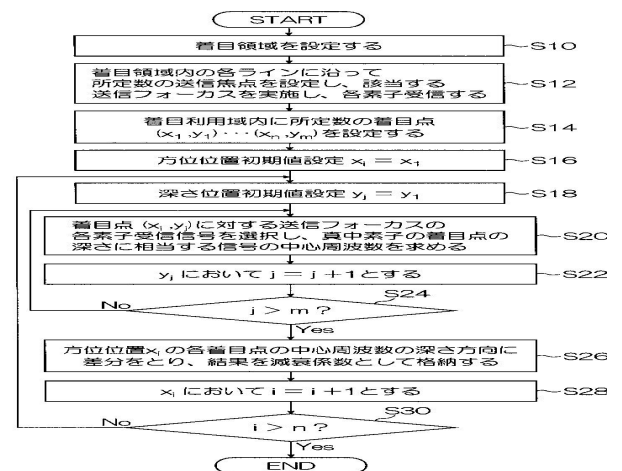 START
着目領域を設定する
S10
着目領域内の各ラインに沿って
所定数の送信焦点を設定し、該当する
送信フォーカスを実施し、各素子受信する
S12
着目利用域内に所定数の着目点
(x₁,y₁)・・・(xₙ,yₘ)を設定する
S14
方位位置初期値設定 xᵢ = x₁
S16
深さ位置初期値設定 yⱼ = y₁
S18
着目点 (xᵢ,yⱼ)に対する送信フォーカスの
各素子受信信号を選択し、真中素子の着目点の
深さに相当する信号の中心周波数を求める
S20
yⱼ において j = j +1とする
S22
S24
No
j > m ?
Yes
方位位置xᵢ の各着目点の中心周波数の深さ方向に
差分をとり、結果を減衰係数として格納する
S26
xᵢ において i = i +1とする
S28
S30
No
i > n ?
Yes
END